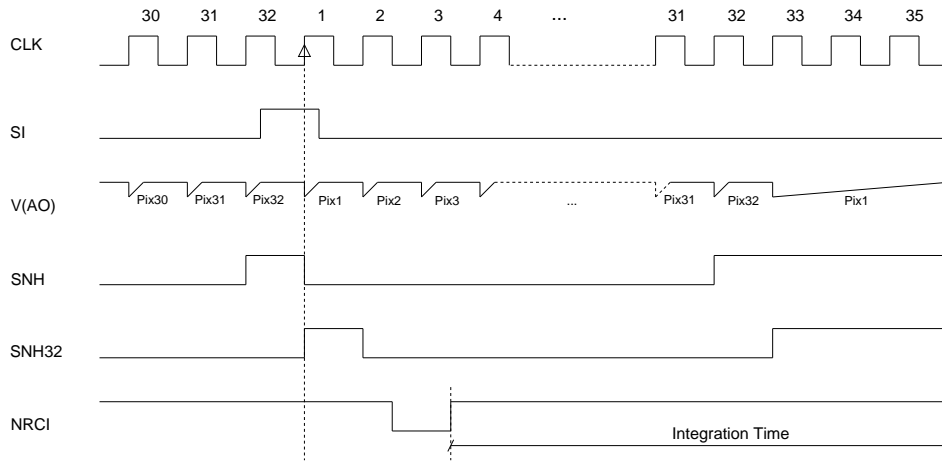 30 31 32 1 2 3 4 ... 31 32 33 34 35
CLK
SI
V(AO)
Pix30 Pix31 Pix32 Pix1 Pix2 Pix3 ... Pix31 Pix32 Pix1
SNH
SNH32
NRCI
Integration Time